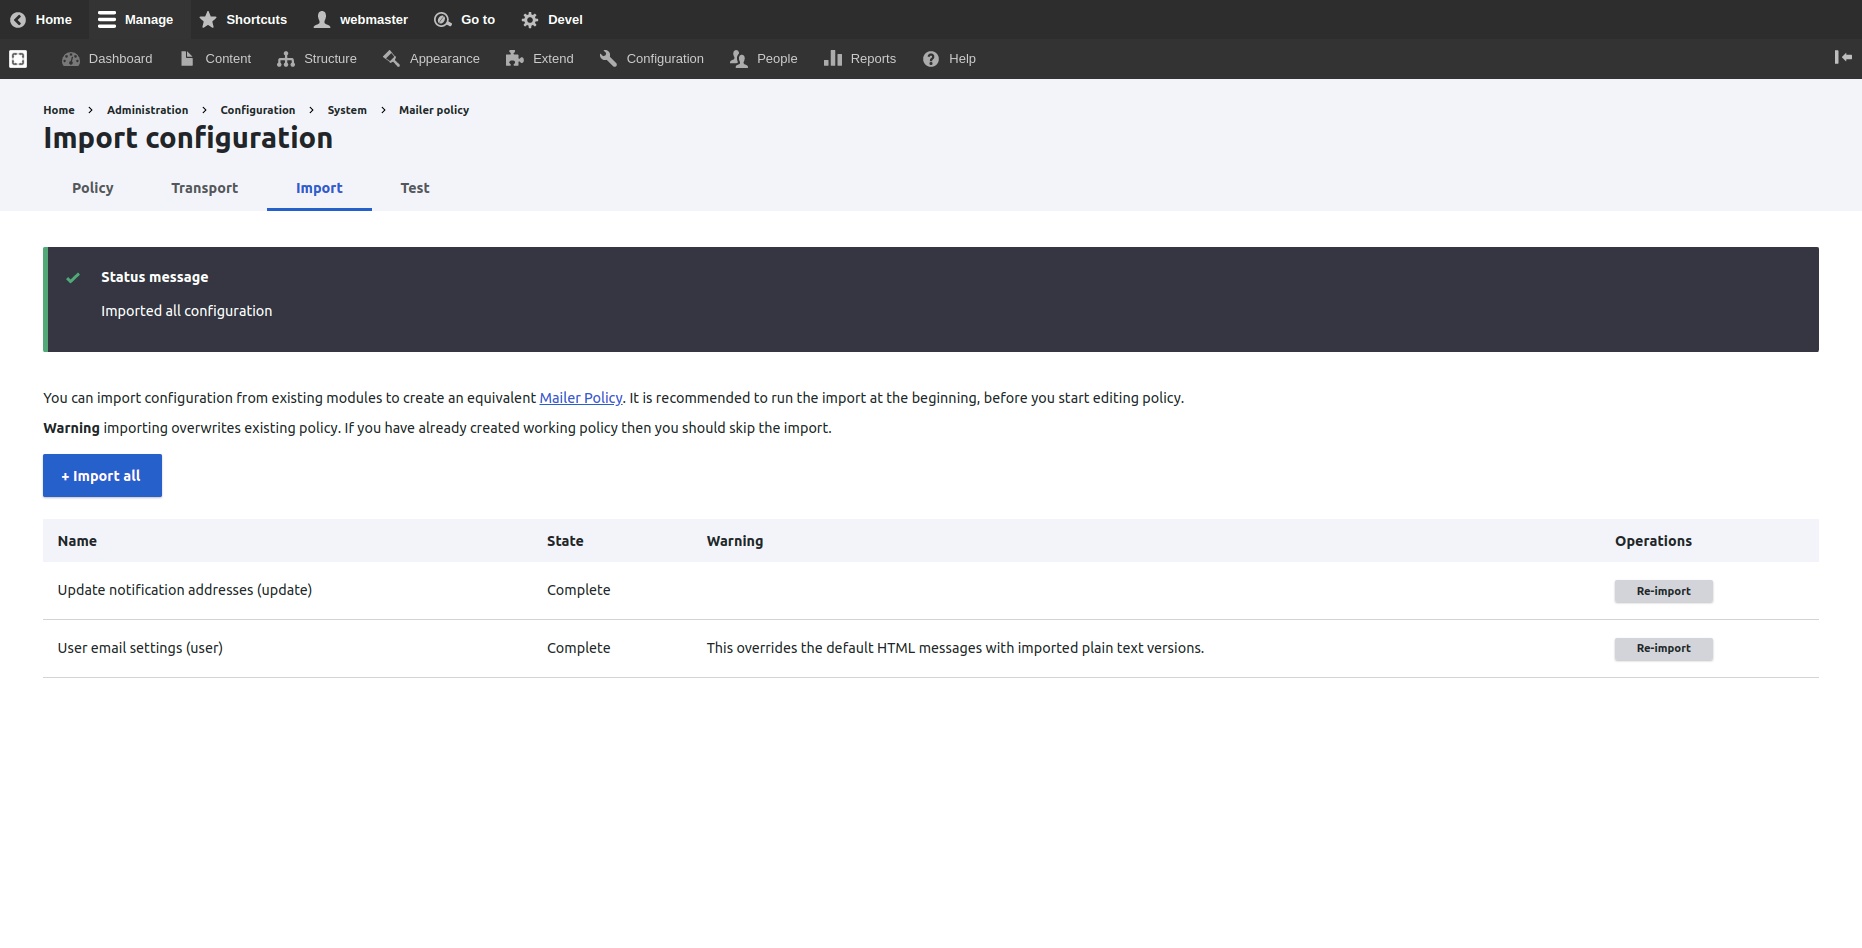 Home Manage Shortcuts webmaster Go to Devel
Dashboard Content Structure Appearance Extend Configuration People Reports Help
Home › Administration › Configuration › System › Mailer policy
Import configuration
Policy Transport Import Test
Status message
Imported all configuration
You can import configuration from existing modules to create an equivalent Mailer Policy. It is recommended to run the import at the beginning, before you start editing policy.
Warning importing overwrites existing policy. If you have already created working policy then you should skip the import.
+ Import all
Name State Warning Operations
Update notification addresses (update) Complete Re-import
User email settings (user) Complete This overrides the default HTML messages with imported plain text versions. Re-import